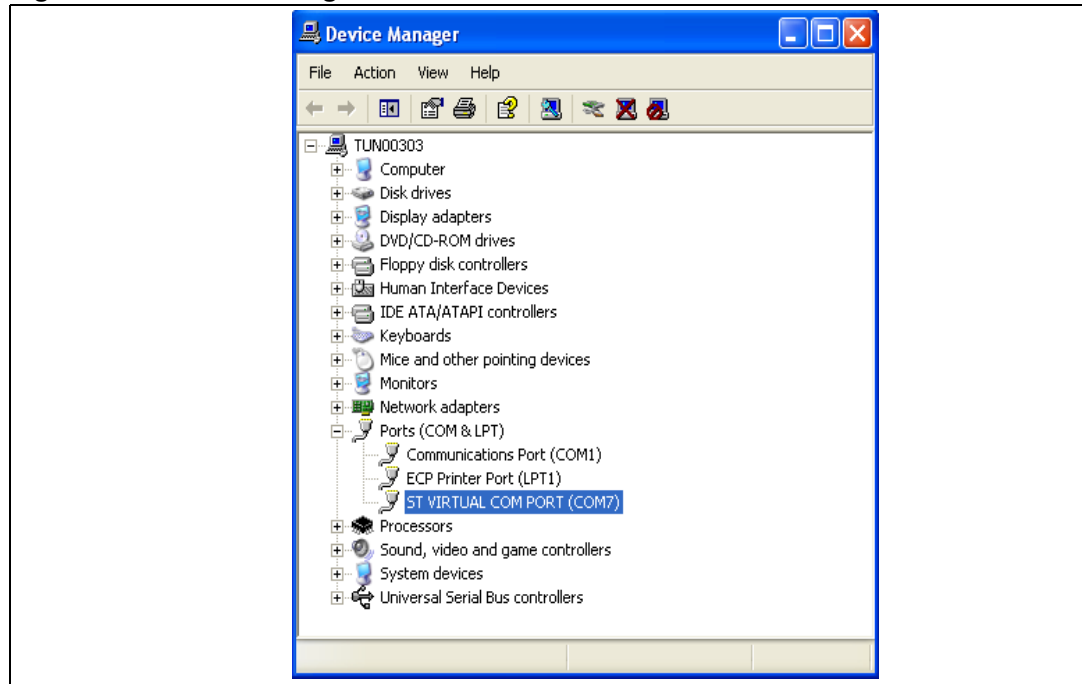 Device Manager
File Action View Help
TUN00303
Computer
Disk drives
Display adapters
DVD/CD-ROM drives
Floppy disk controllers
Human Interface Devices
IDE ATA/ATAPI controllers
Keyboards
Mice and other pointing devices
Monitors
Network adapters
Ports (COM & LPT)
Communications Port (COM1)
ECP Printer Port (LPT1)
ST VIRTUAL COM PORT (COM7)
Processors
Sound, video and game controllers
System devices
Universal Serial Bus controllers